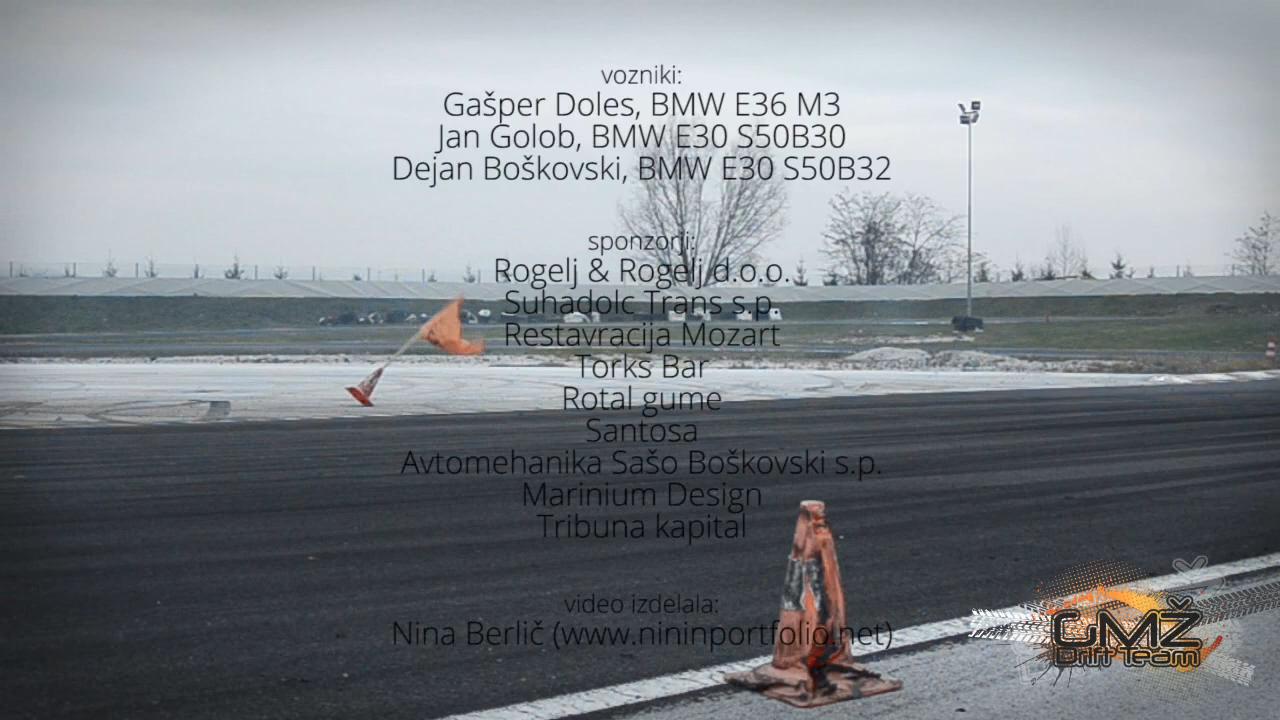 vozniki:
Gašper Doles, BMW E36 M3
Jan Golob, BMW E30 S50B30
Dejan Boškovski, BMW E30 S50B32
sponzorji:
Rogelj & Rogelj d.o.o.
Suhadolc Trans s.p.
Restavracija Mozart
Torks Bar
Rotal gume
Santosa
Avtomehanika Sašo Boškovski s.p.
Marinium Design
Tribuna kapital
video izdelala:
Nina Berlič (www.nininportfolio.net)
GMŽ
Drift Team